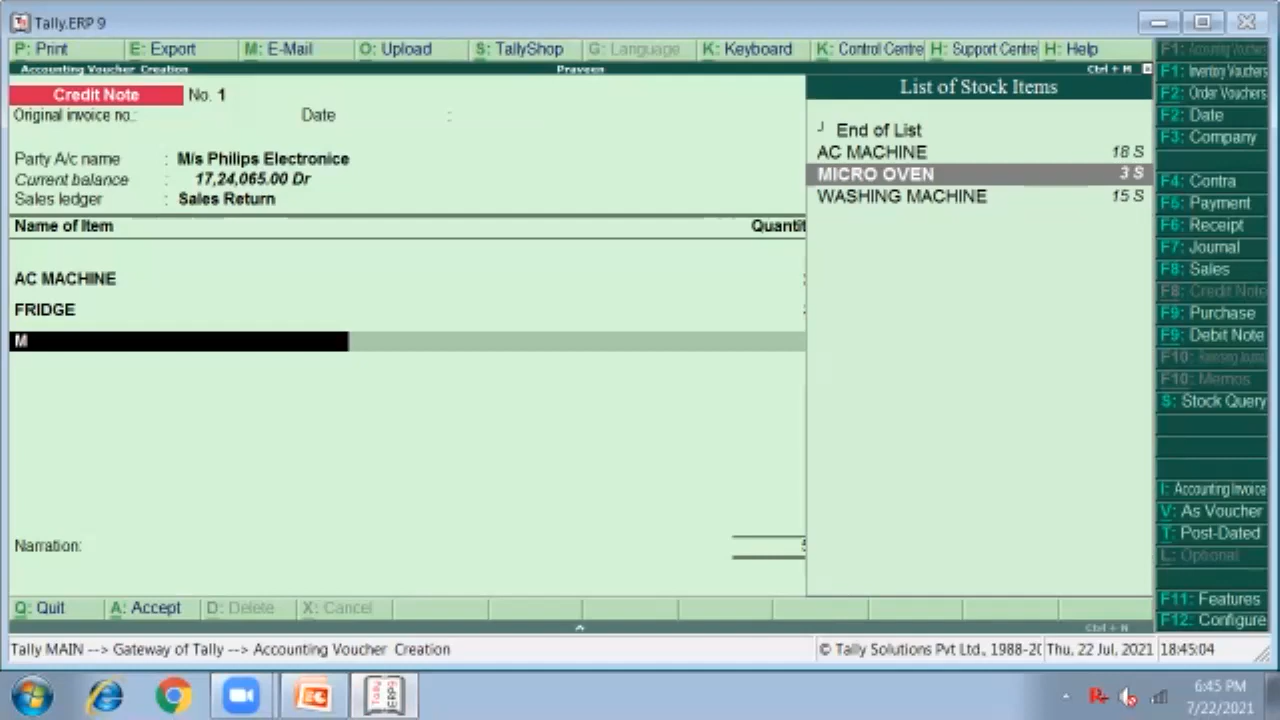 Tally.ERP 9
P: Print E: Export M: E-Mail O: Upload S: TallyShop G: Language K: Keyboard K: Control Centre H: Support Centre H: Help
Accounting Voucher Creation Praveen Ctrl + M
Credit Note No. 1
Original invoice no.: Date :
Party A/c name : M/s Philips Electronice
Current balance : 17,24,065.00 Dr
Sales ledger : Sales Return
Name of Item Quantit
AC MACHINE
FRIDGE
M
Narration:
List of Stock Items
End of List
AC MACHINE 18 S
MICRO OVEN 3 S
WASHING MACHINE 15 S
F1: Accounting Vouchers
F1: Inventory Vouchers
F2: Order Vouchers
F2: Date
F3: Company
F4: Contra
F5: Payment
F6: Receipt
F7: Journal
F8: Sales
F8: Credit Note
F9: Purchase
F9: Debit Note
F10: Reversing Journal
F10: Memos
S: Stock Query
I: Accounting Invoice
V: As Voucher
T: Post-Dated
L: Optional
F11: Features
F12: Configure
Q: Quit A: Accept D: Delete X: Cancel
Ctrl + N
Tally MAIN --> Gateway of Tally --> Accounting Voucher Creation © Tally Solutions Pvt Ltd., 1988-20 Thu, 22 Jul, 2021 18:45:04
Tally ERP9
6:45 PM
7/22/2021